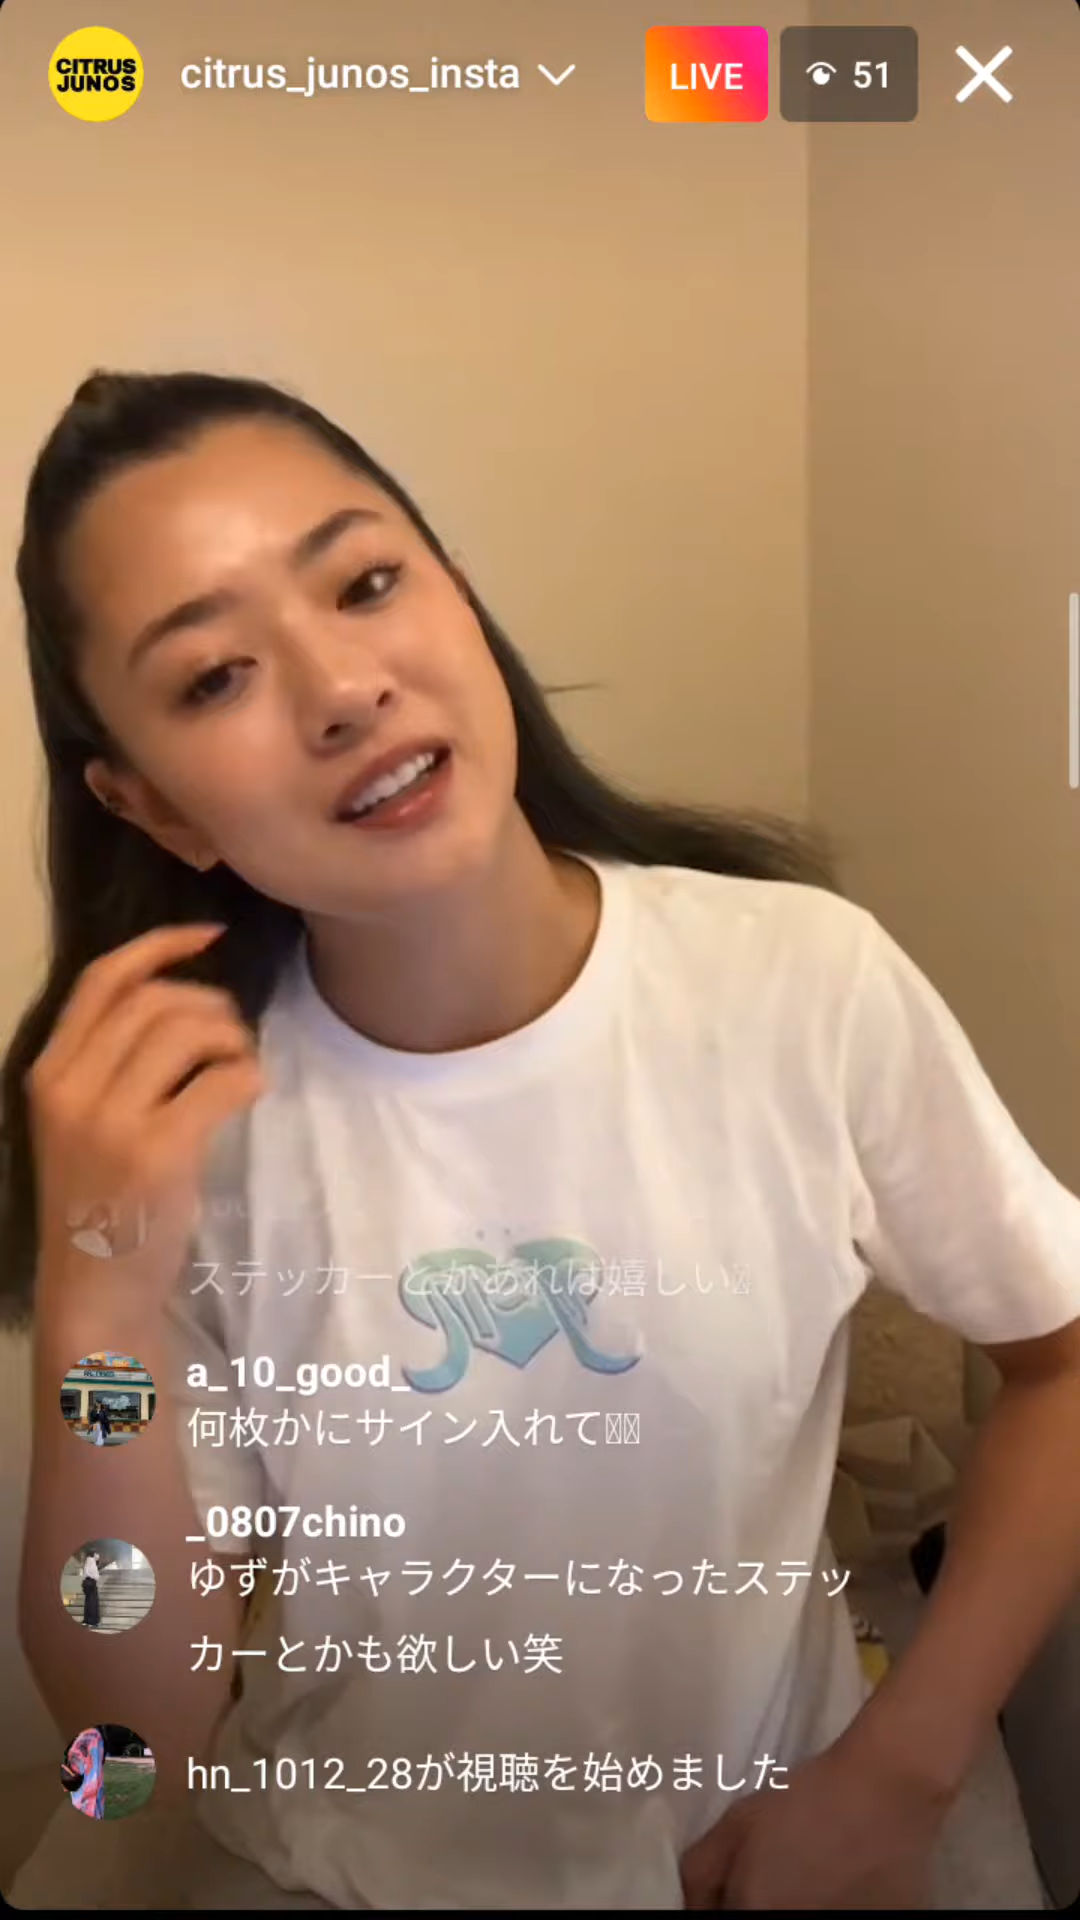 CITRUS
JUNOS
citrus_junos_insta
LIVE
51
ステッカーとかあれば嬉しい
a_10_good_
何枚かにサイン入れて
_0807chino
ゆずがキャラクターになったステッ
カーとかも欲しい笑
hn_1012_28が視聴を始めました